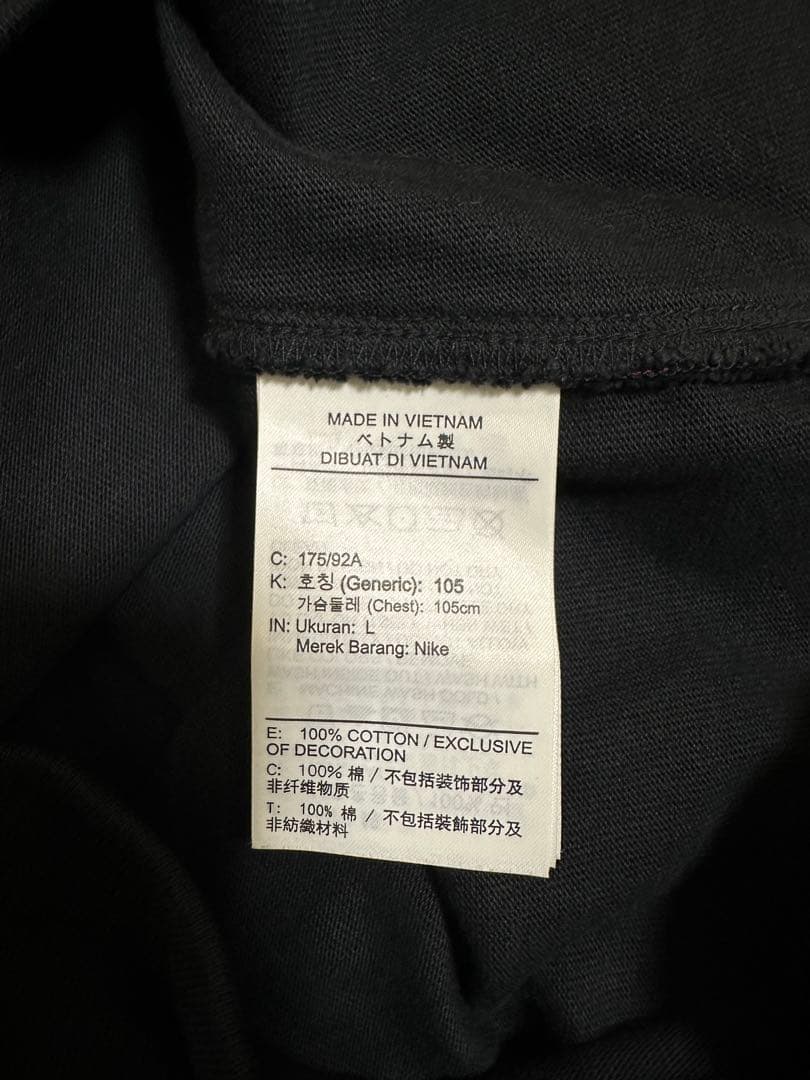 MADE IN VIETNAM
ベトナム製
DIBUAT DI VIETNAM
C: 175/92A
K: 호칭 (Generic): 105
가슴둘레 (Chest): 105cm
IN: Ukuran: L
Merek Barang: Nike
E: 100% COTTON / EXCLUSIVE
OF DECORATION
C: 100% 棉 / 不包括装饰部分及
非纤维物质
T: 100% 棉 / 不包括裝飾部分及
非紡織材料